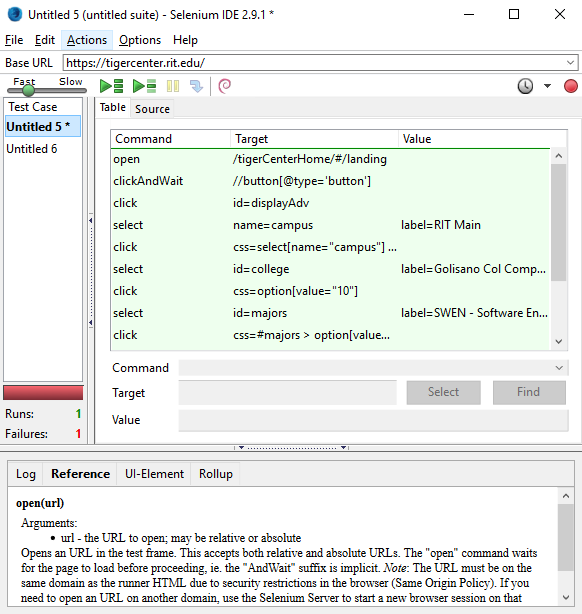 Untitled 5 (untitled suite) - Selenium IDE 2.9.1 *
File Edit Actions Options Help
Base URL https://tigercenter.rit.edu/
Fast Slow
Test Case
Untitled 5 *
Untitled 6
Table Source
Command Target Value
open /tigerCenterHome/#/landing
clickAndWait //button[@type='button']
click id=displayAdv
select name=campus label=RIT Main
click css=select[name="campus"] ...
select id=college label=Golisano Col Comp...
click css=option[value="10"]
select id=majors label=SWEN - Software En...
click css=#majors > option[value...
Command
Target Select Find
Value
Runs: 1
Failures: 1
Log Reference UI-Element Rollup
open(url)
Arguments:
• url - the URL to open; may be relative or absolute
Opens an URL in the test frame. This accepts both relative and absolute URLs. The "open" command waits
for the page to load before proceeding, ie. the "AndWait" suffix is implicit. Note: The URL must be on the
same domain as the runner HTML due to security restrictions in the browser (Same Origin Policy). If you
need to open an URL on another domain, use the Selenium Server to start a new browser session on that